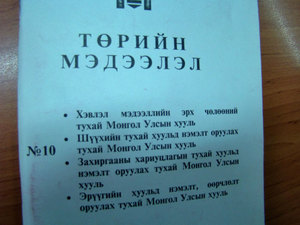 ТӨРИЙН
МЭДЭЭЛЭЛ
№10
• Хэвлэл мэдээллийн эрх чөлөөний
тухай Монгол Улсын хууль
• Шүүхийн тухай хуульд нэмэлт оруулах
тухай Монгол Улсын хууль
• Захиргааны хариуцлагын тухай хуульд
нэмэлт оруулах тухай Монгол Улсын
хууль
• Эрүүгийн хуульд нэмэлт, өөрчлөлт
оруулах тухай Монгол Улсын хууль